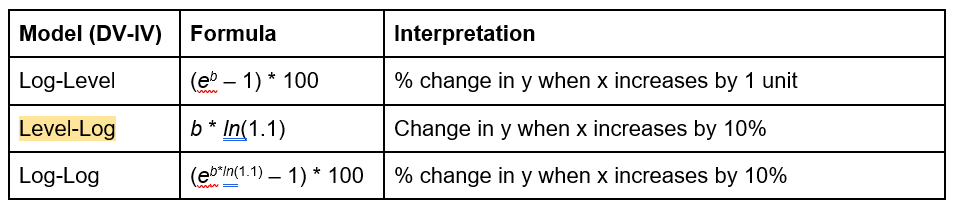 Model (DV-IV) Formula Interpretation
Log-Level (eᵇ – 1) * 100 % change in y when x increases by 1 unit
Level-Log b * ln(1.1) Change in y when x increases by 10%
Log-Log (e^b*ln(1.1) – 1) * 100 % change in y when x increases by 10%